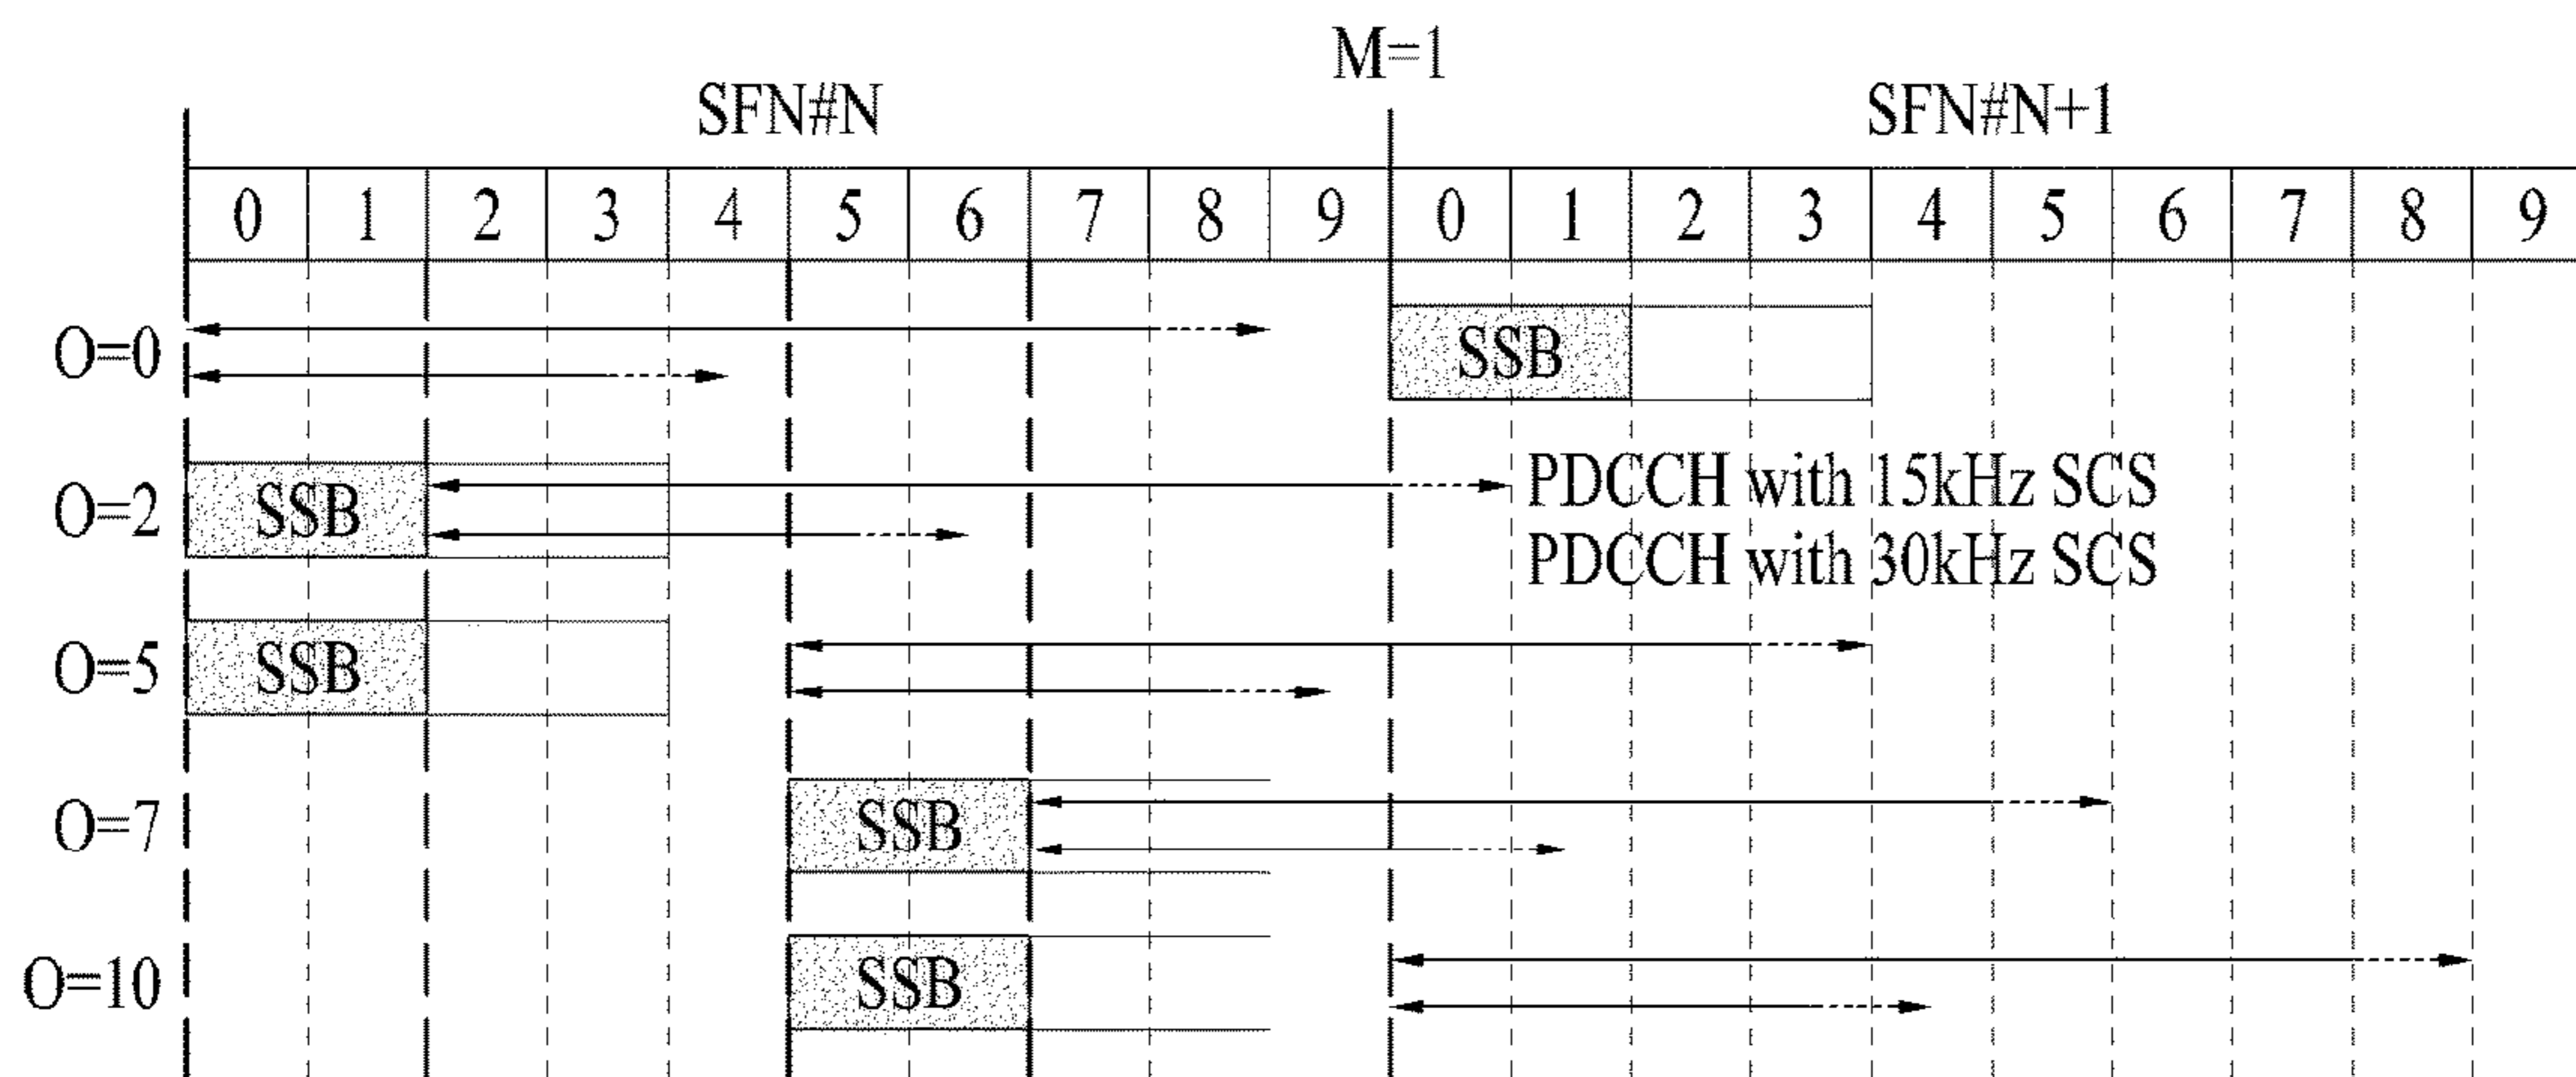 M=1
SFN#N SFN#N+1
0 1 2 3 4 5 6 7 8 9 0 1 2 3 4 5 6 7 8 9
O=0 SSB
O=2 SSB PDCCH with 15kHz SCS
PDCCH with 30kHz SCS
O=5 SSB
O=7 SSB
O=10 SSB